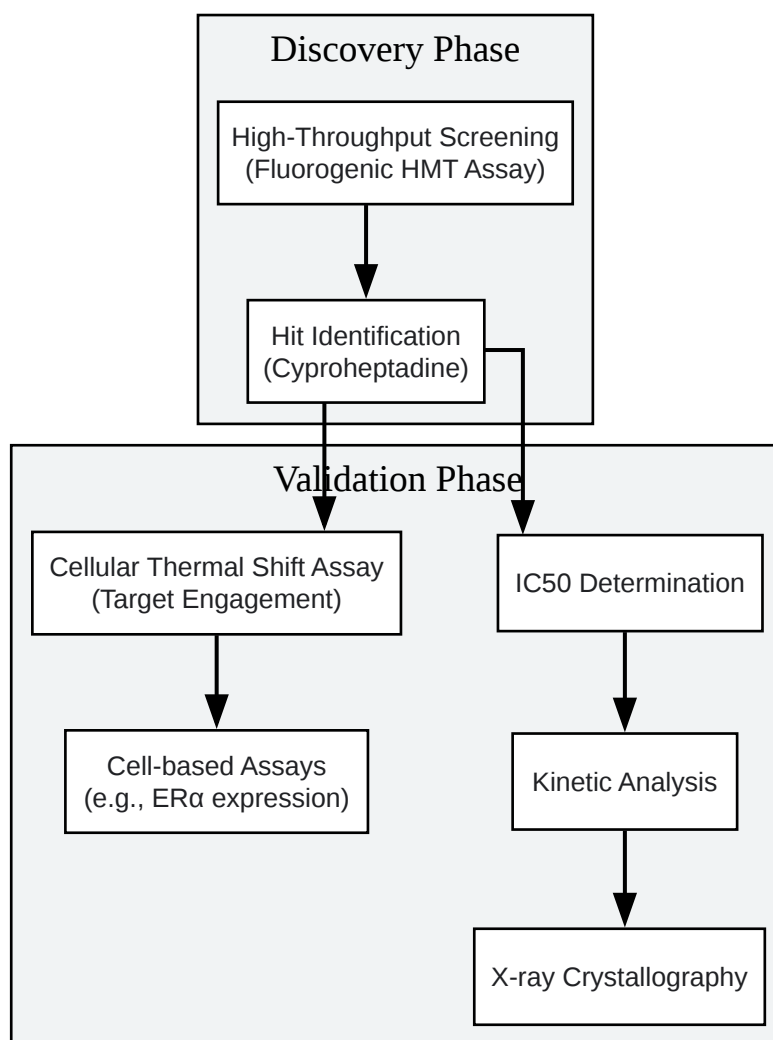 Discovery Phase
High-Throughput Screening
(Fluorogenic HMT Assay)
Hit Identification
(Cyproheptadine)
Validation Phase
Cellular Thermal Shift Assay
(Target Engagement)
IC50 Determination
Cell-based Assays
(e.g., ERα expression)
Kinetic Analysis
X-ray Crystallography